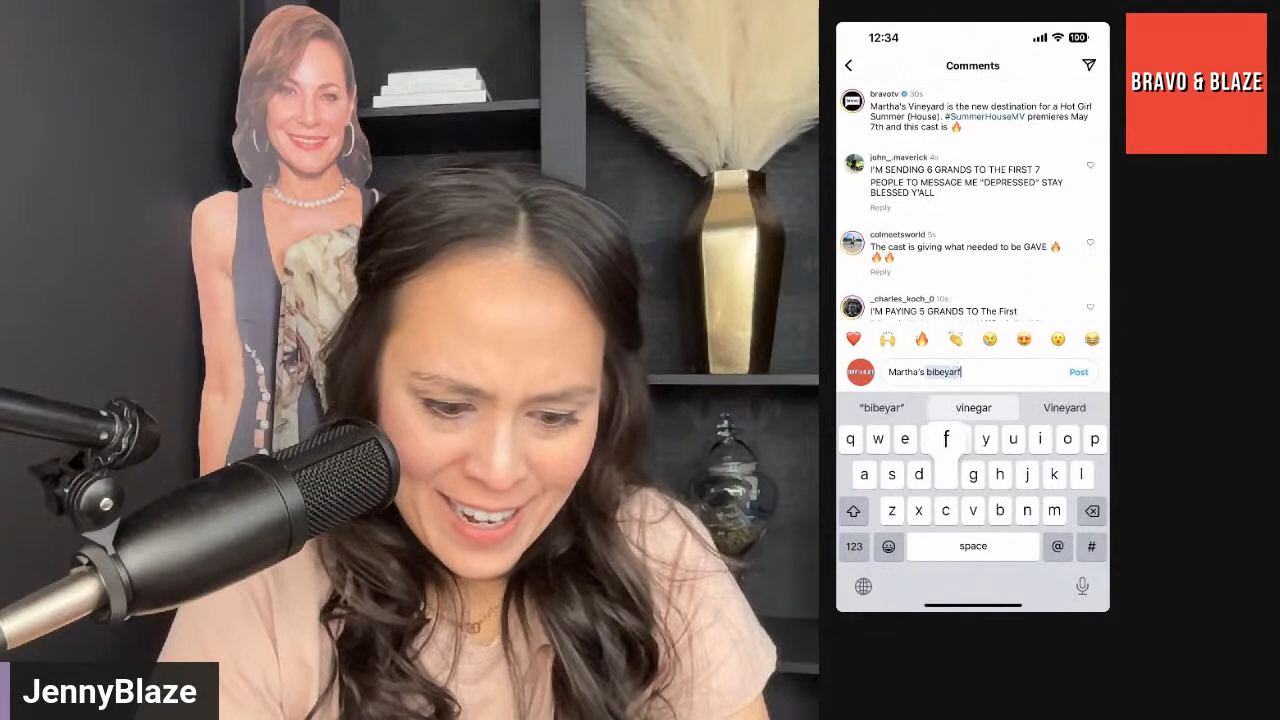 12:34
100
Comments
BRAVO & BLAZE
bravotv 30s
Martha's Vineyard is the new destination for a Hot Girl
Summer (House). #SummerHouseMV premieres May
7th and this cast is 🔥
john_.maverick 4s
I'M SENDING 6 GRANDS TO THE FIRST 7
PEOPLE TO MESSAGE ME "DEPRESSED" STAY
BLESSED Y'ALL
Reply
colmeetsworld 5s
The cast is giving what needed to be GAVE 🔥
🔥🔥
Reply
_charles_koch_0 10s
I'M PAYING 5 GRANDS TO The First
Martha's bibeyarf
Post
"bibeyar" vinegar Vineyard
q w e f y u i o p
a s d g h j k l
z x c v b n m
123 space @ #
JennyBlaze